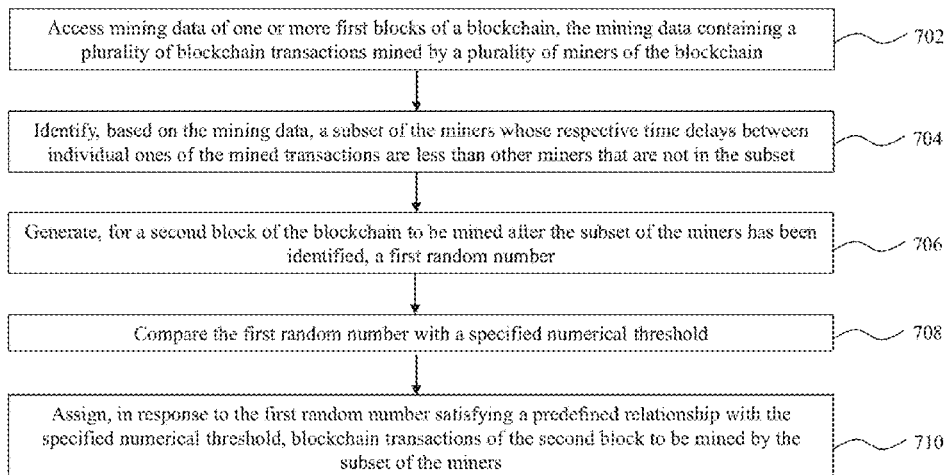 Access mining data of one or more first blocks of a blockchain, the mining data containing a
plurality of blockchain transactions mined by a plurality of miners of the blockchain
702
Identify, based on the mining data, a subset of the miners whose respective time delays between
individual ones of the mined transactions are less than other miners that are not in the subset
704
Generate, for a second block of the blockchain to be mined after the subset of the miners has been
identified, a first random number
706
Compare the first random number with a specified numerical threshold
708
Assign, in response to the first random number satisfying a predefined relationship with the
specified numerical threshold, blockchain transactions of the second block to be mined by the
subset of the miners
710